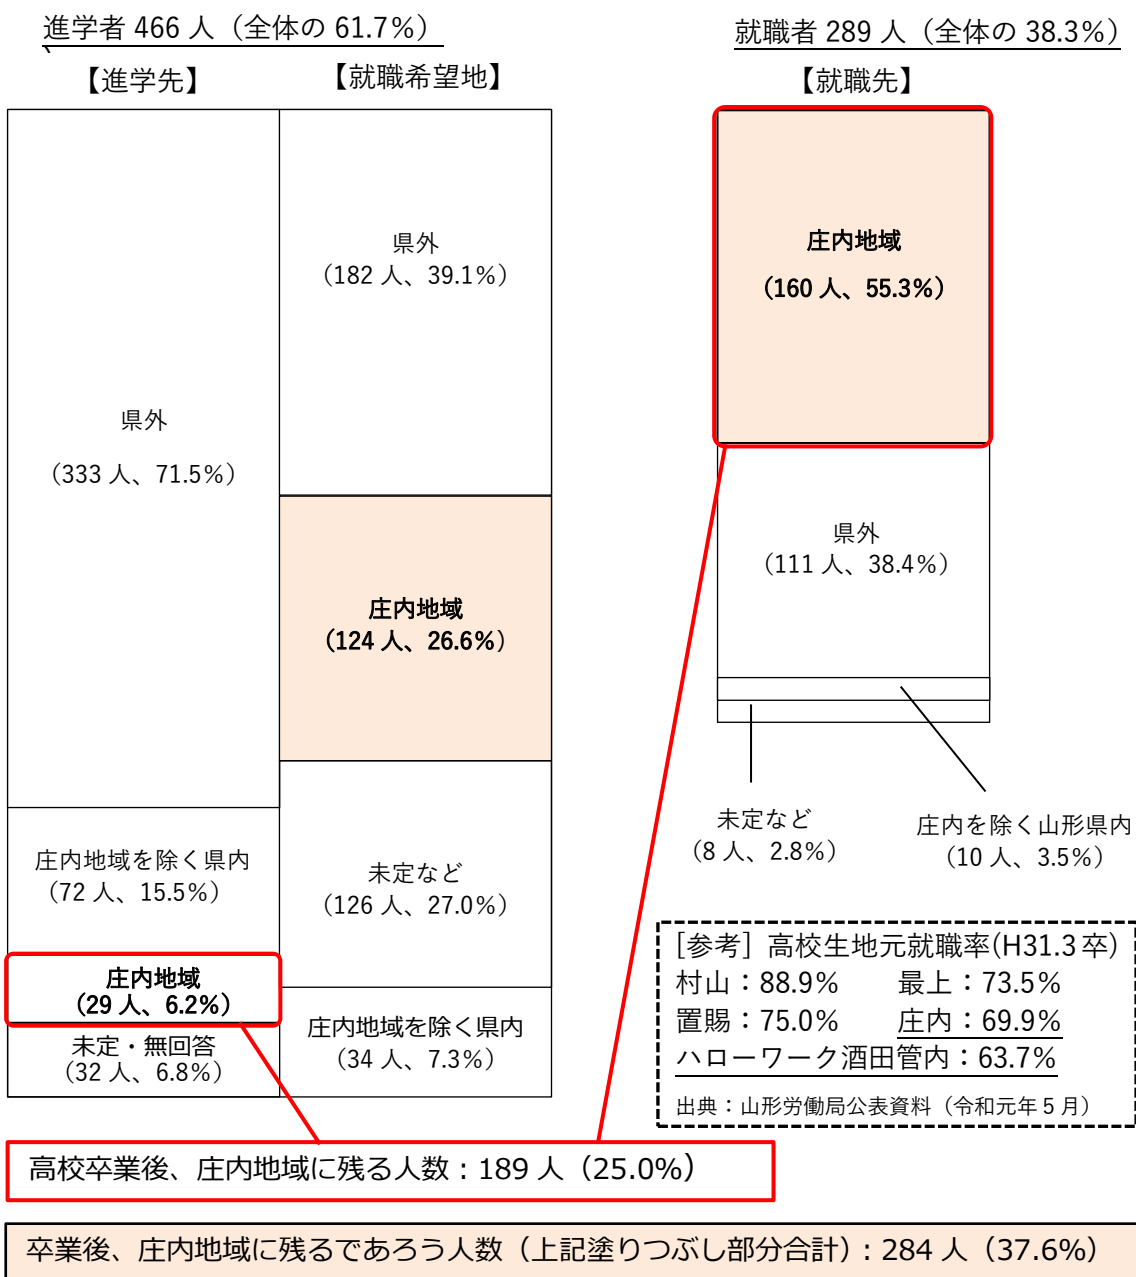 進学者 466 人（全体の 61.7％）
【進学先】
【就職希望地】
県外
（333 人、71.5％）
庄内地域を除く県内
（72 人、15.5％）
庄内地域
（29 人、6.2％）
未定・無回答
（32 人、6.8％）
県外
（182 人、39.1％）
庄内地域
（124 人、26.6％）
未定など
（126 人、27.0％）
庄内地域を除く県内
（34 人、7.3％）
就職者 289 人（全体の 38.3％）
【就職先】
庄内地域
（160 人、55.3％）
県外
（111 人、38.4％）
未定など
（8 人、2.8％）
庄内を除く山形県内
（10 人、3.5％）
［参考］高校生地元就職率(H31.3 卒)
村山：88.9％　最上：73.5％
置賜：75.0％　庄内：69.9％
ハローワーク酒田管内：63.7％
出典：山形労働局公表資料（令和元年 5 月）
高校卒業後、庄内地域に残る人数：189 人（25.0％）
卒業後、庄内地域に残るであろう人数（上記塗りつぶし部分合計）：284 人（37.6％）